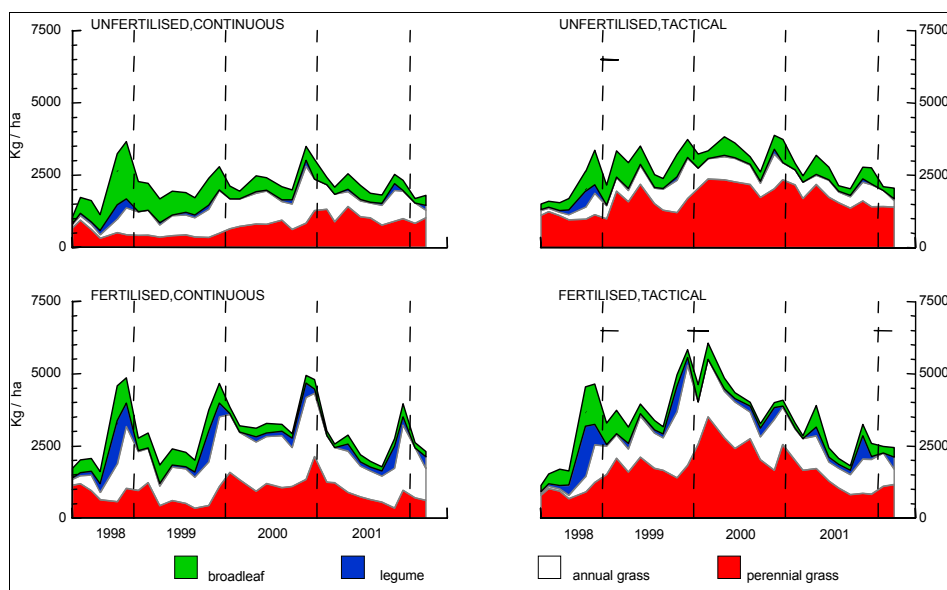 UNFERTILISED,CONTINUOUS
UNFERTILISED,TACTICAL
7500
5000
2500
0
Kg / ha
7500
5000
2500
0
FERTILISED,CONTINUOUS
FERTILISED,TACTICAL
7500
5000
2500
0
Kg / ha
7500
5000
2500
0
1998 1999 2000 2001
1998 1999 2000 2001
broadleaf legume annual grass perennial grass